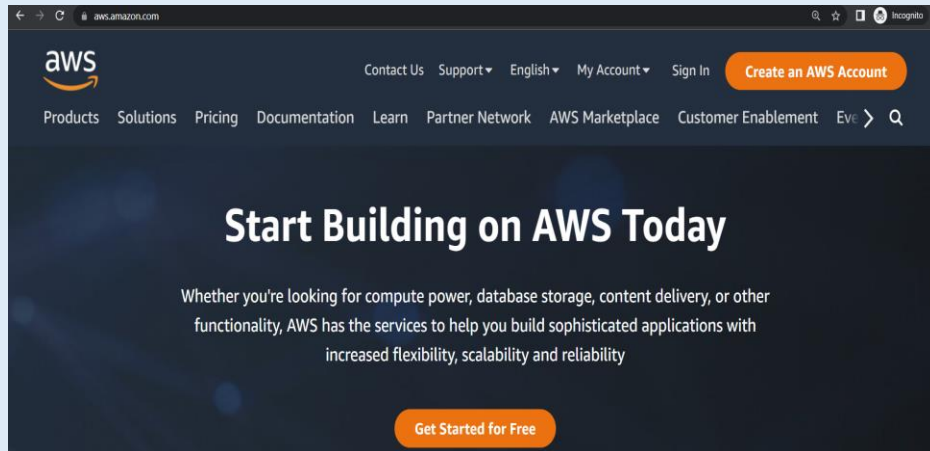 aws.amazon.com Incognito
aws
Contact Us Support English My Account Sign In Create an AWS Account
Products Solutions Pricing Documentation Learn Partner Network AWS Marketplace Customer Enablement Eve
Start Building on AWS Today
Whether you're looking for compute power, database storage, content delivery, or other
functionality, AWS has the services to help you build sophisticated applications with
increased flexibility, scalability and reliability
Get Started for Free